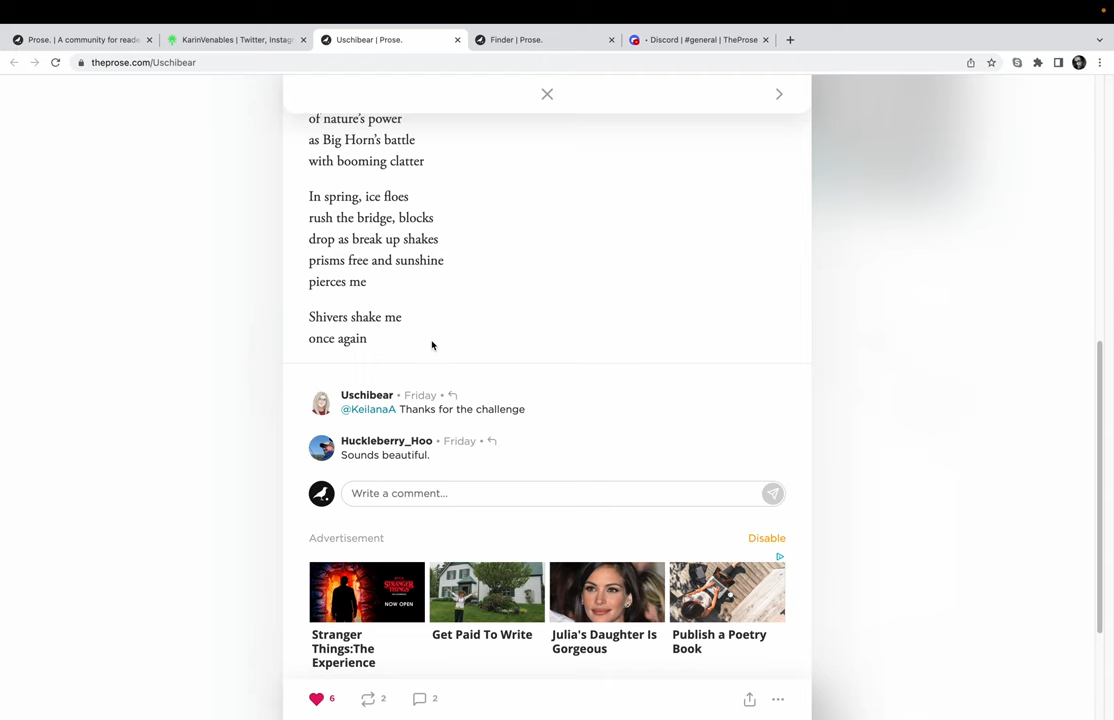 Prose. | A community for reade
KarinVenables | Twitter, Instag
Uschibear | Prose.
Finder | Prose.
• Discord | #general | TheProse
theprose.com/Uschibear
of nature's power
as Big Horn's battle
with booming clatter
In spring, ice floes
rush the bridge, blocks
drop as break up shakes
prisms free and sunshine
pierces me
Shivers shake me
once again
Uschibear • Friday •
@KeilanaA Thanks for the challenge
Huckleberry_Hoo • Friday •
Sounds beautiful.
Write a comment...
Advertisement
Disable
STRANGER THINGS
NOW OPEN
Stranger
Things:The
Experience
Get Paid To Write
Julia's Daughter Is
Gorgeous
Publish a Poetry
Book
6
2
2